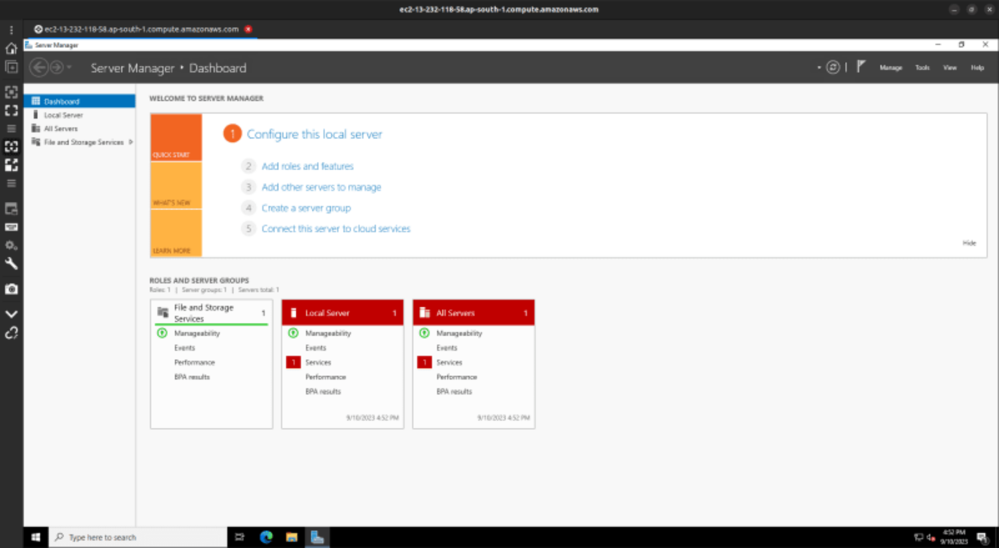 ec2-13-232-118-58.ap-south-1.compute.amazonaws.com
ec2-13-232-118-58.ap-south-1.compute.amazonaws.com
Server Manager
Server Manager • Dashboard
Manage Tools View Help
Dashboard
Local Server
All Servers
File and Storage Services
WELCOME TO SERVER MANAGER
QUICK START
WHAT'S NEW
LEARN MORE
1 Configure this local server
2 Add roles and features
3 Add other servers to manage
4 Create a server group
5 Connect this server to cloud services
Hide
ROLES AND SERVER GROUPS
Roles: 1 | Server groups: 1 | Servers total: 1
File and Storage
Services
1
Manageability
Events
Performance
BPA results
Local Server 1
Manageability
Events
1 Services
Performance
BPA results
9/10/2023 4:52 PM
All Servers 1
Manageability
Events
1 Services
Performance
BPA results
9/10/2023 4:52 PM
Type here to search
4:52 PM
9/10/2023